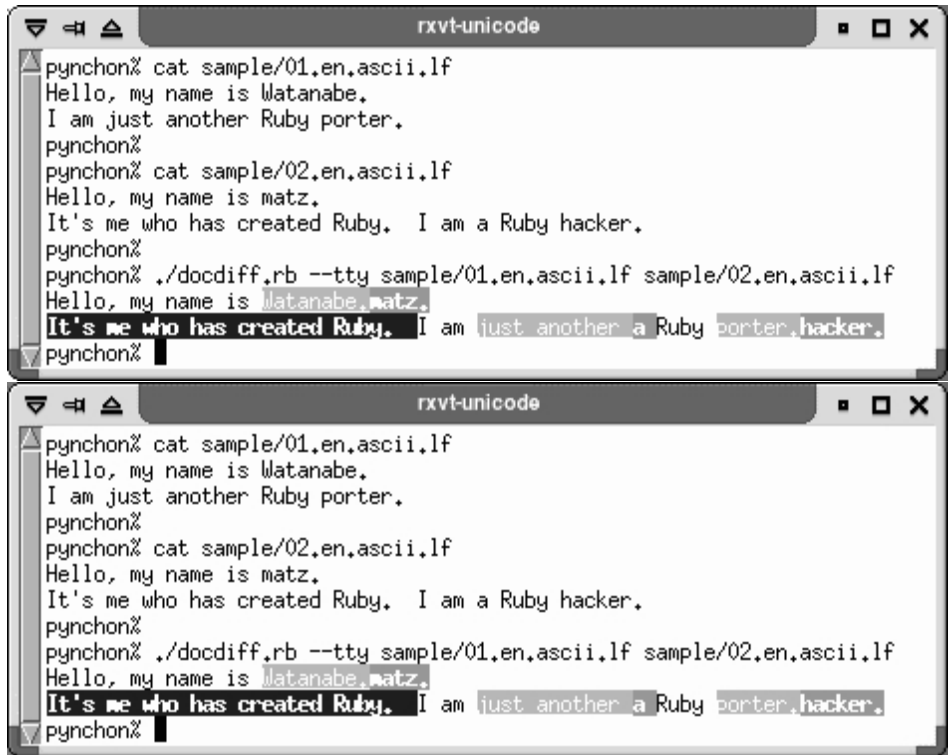 rxvt-unicode
pynchon% cat sample/01.en.ascii.lf
Hello, my name is Watanabe.
I am just another Ruby porter.
pynchon%
pynchon% cat sample/02.en.ascii.lf
Hello, my name is matz.
It's me who has created Ruby.  I am a Ruby hacker.
pynchon%
pynchon% ./docdiff.rb --tty sample/01.en.ascii.lf sample/02.en.ascii.lf
Hello, my name is Watanabe.matz.
It's me who has created Ruby.  I am just another a Ruby porter.hacker.
pynchon%
rxvt-unicode
pynchon% cat sample/01.en.ascii.lf
Hello, my name is Watanabe.
I am just another Ruby porter.
pynchon%
pynchon% cat sample/02.en.ascii.lf
Hello, my name is matz.
It's me who has created Ruby.  I am a Ruby hacker.
pynchon%
pynchon% ./docdiff.rb --tty sample/01.en.ascii.lf sample/02.en.ascii.lf
Hello, my name is Watanabe.matz.
It's me who has created Ruby.  I am just another a Ruby porter.hacker.
pynchon%